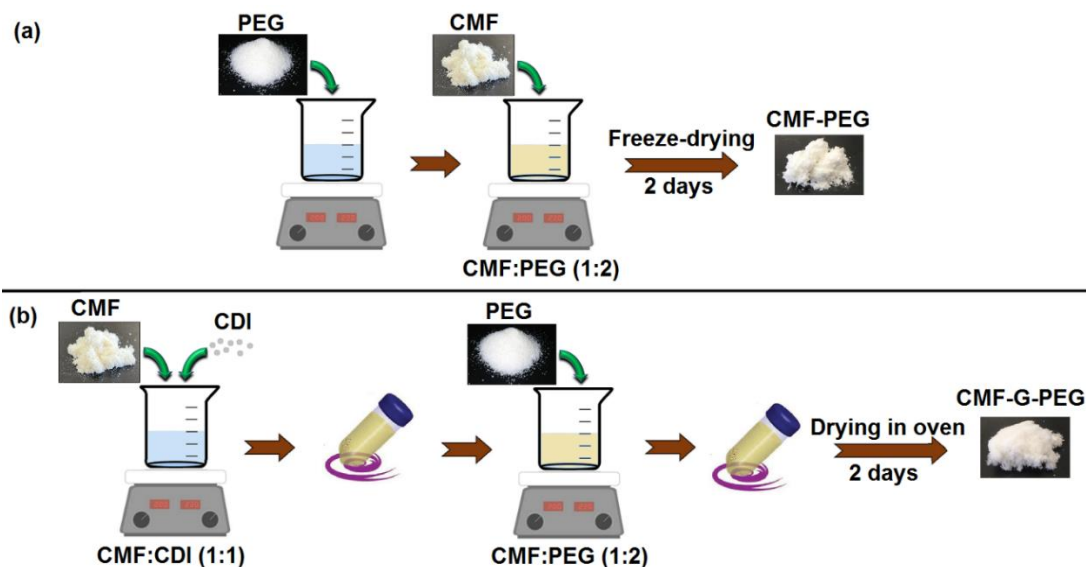 (a)
PEG
CMF
Freeze-drying
2 days
CMF-PEG
CMF:PEG (1:2)
(b)
CMF
CDI
PEG
Drying in oven
2 days
CMF-G-PEG
CMF:CDI (1:1)
CMF:PEG (1:2)